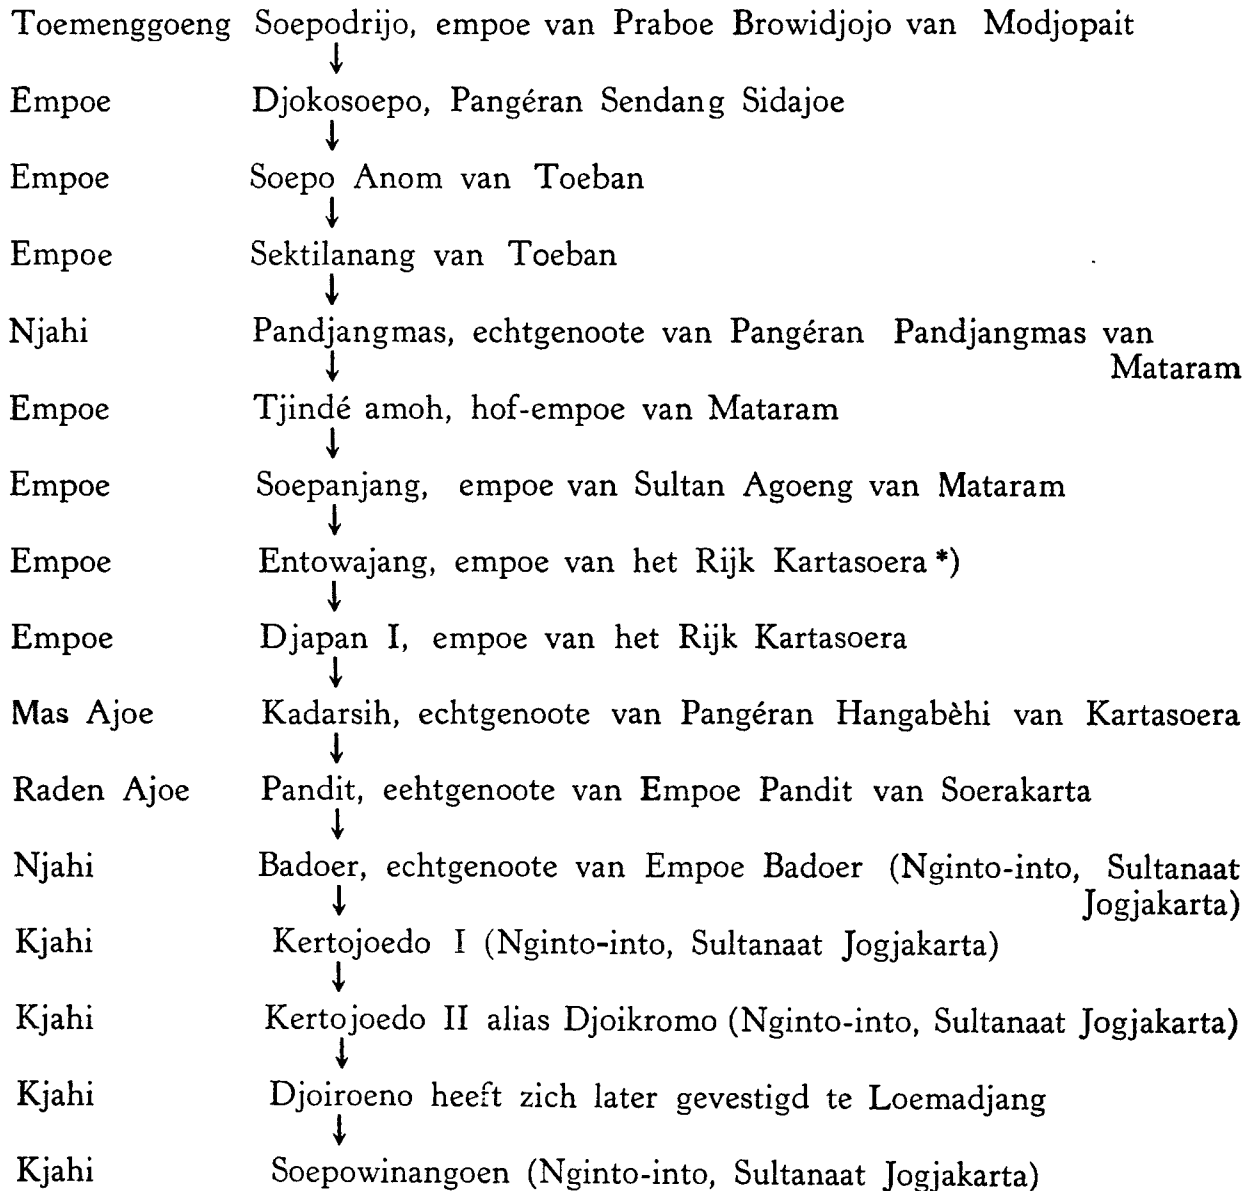 Toemenggoeng Soepodrijo, empoe van Praboe Browidjojo van Modjopait
Empoe Djokosoepo, Pangéran Sendang Sidajoe
Empoe Soepo Anom van Toeban
Empoe Sektilanang van Toeban
Njahi Pandjangmas, echtgenoote van Pangéran Pandjangmas van
Mataram
Empoe Tjindé amoh, hof-empoe van Mataram
Empoe Soepanjang, empoe van Sultan Agoeng van Mataram
Empoe Entowajang, empoe van het Rijk Kartasoera *)
Empoe Djapan I, empoe van het Rijk Kartasoera
Mas Ajoe Kadarsih, echtgenoote van Pangéran Hangabèhi van Kartasoera
Raden Ajoe Pandit, eehtgenoote van Empoe Pandit van Soerakarta
Njahi Badoer, echtgenoote van Empoe Badoer (Nginto-into, Sultanaat
Jogjakarta)
Kjahi Kertojoedo I (Nginto-into, Sultanaat Jogjakarta)
Kjahi Kertojoedo II alias Djoikromo (Nginto-into, Sultanaat Jogjakarta)
Kjahi Djoiroeno heeft zich later gevestigd te Loemadjang
Kjahi Soepowinangoen (Nginto-into, Sultanaat Jogjakarta)